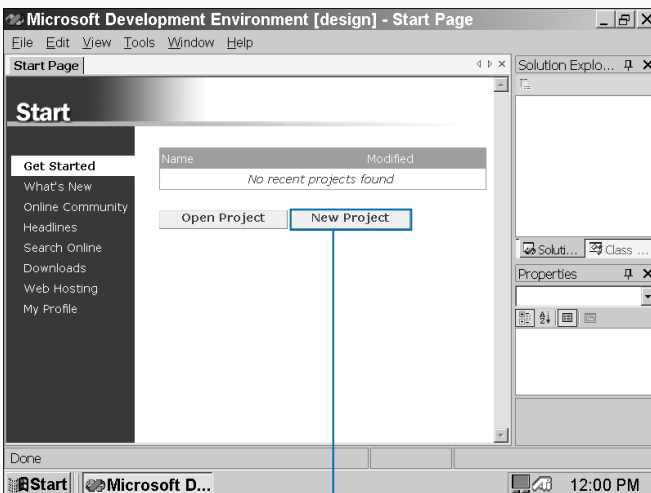 Microsoft Development Environment [design] - Start Page
File Edit View Tools Window Help
Start Page
Solution Explo...
Start
Get Started
What's New
Online Community
Headlines
Search Online
Downloads
Web Hosting
My Profile
Name Modified
No recent projects found
Open Project New Project
Soluti... Class ...
Properties
Done
Start Microsoft D... 12:00 PM